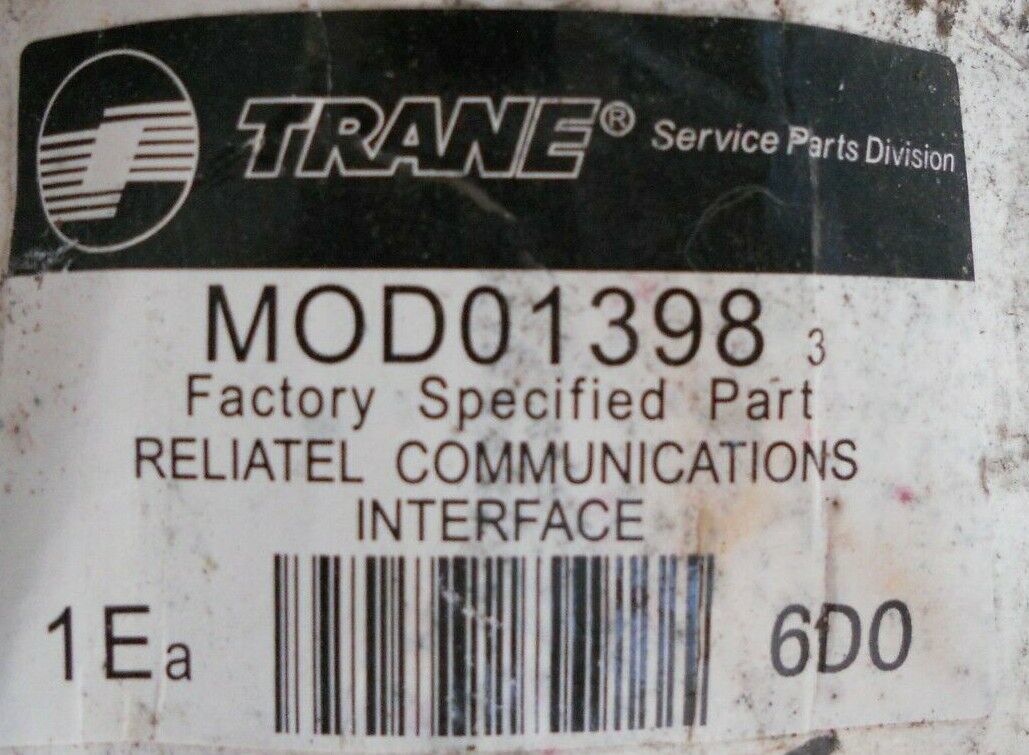 TRANE® Service Parts Division
MOD01398 3
Factory Specified Part
RELIATEL COMMUNICATIONS
INTERFACE
1Ea 6D0